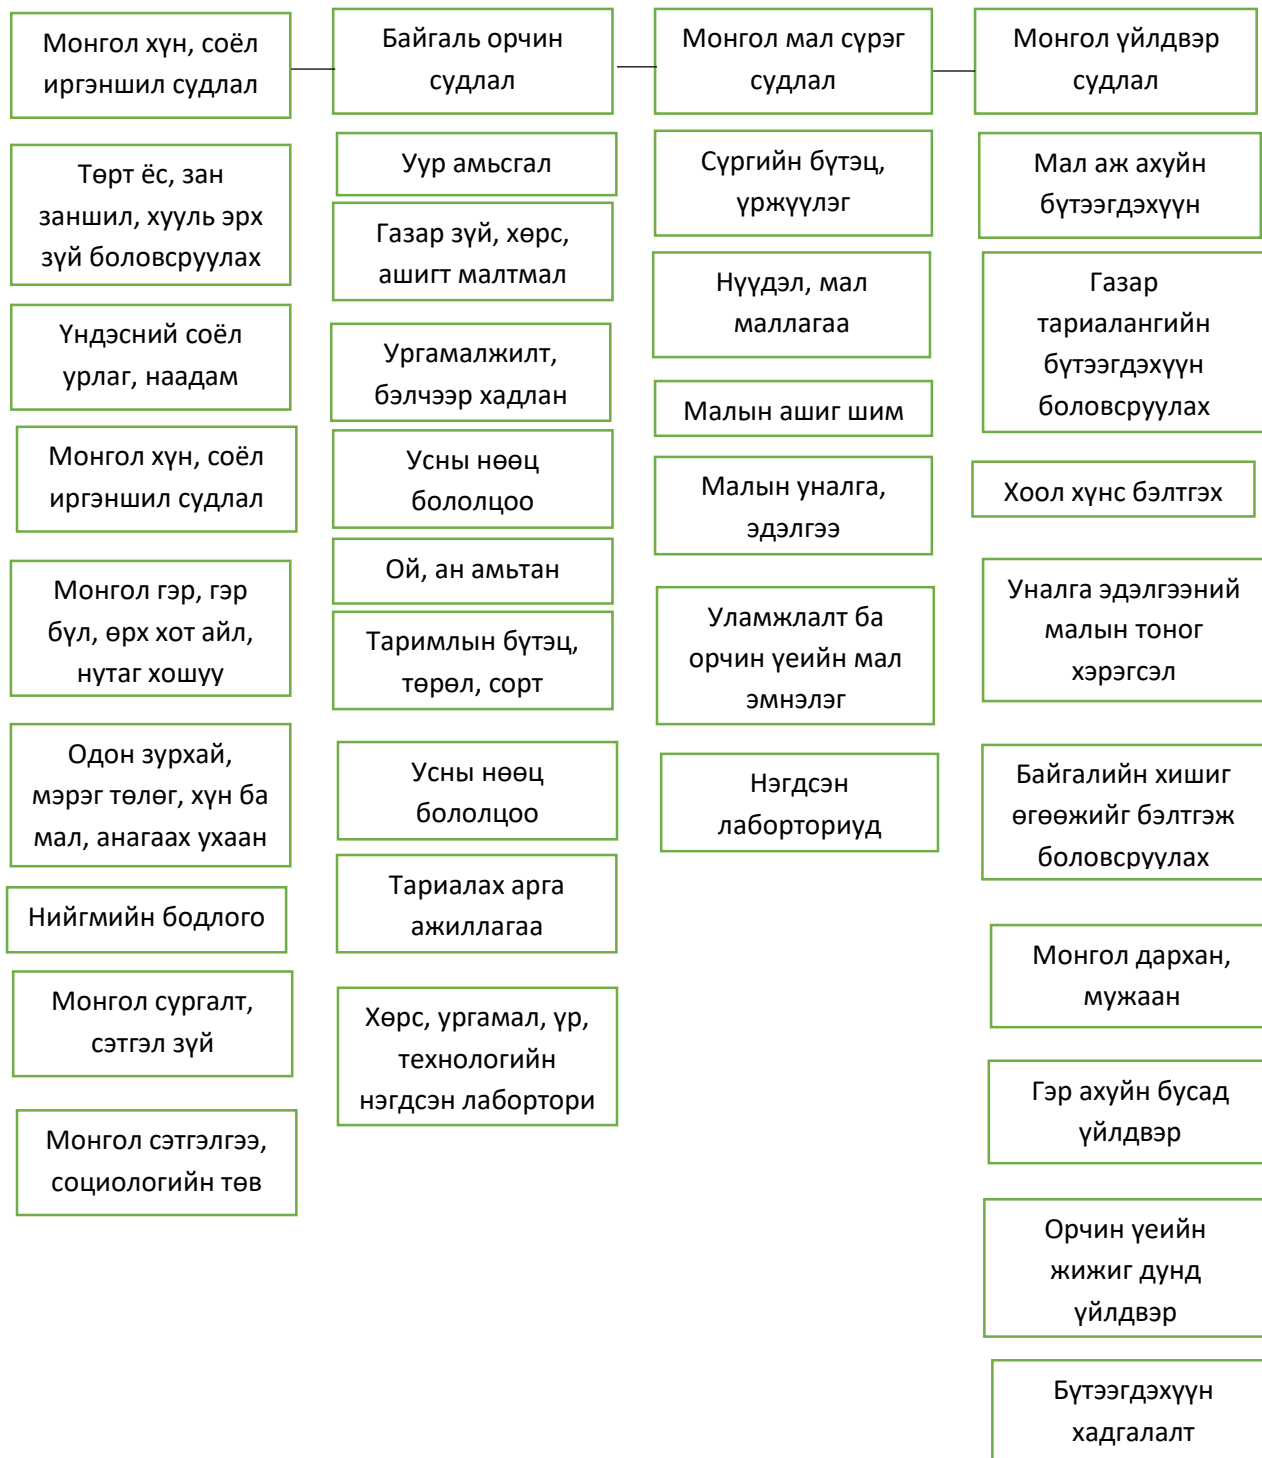 Монгол хүн, соёл
иргэншил судлал
Байгаль орчин
судлал
Монгол мал сүрэг
судлал
Монгол үйлдвэр
судлал
Төрт ёс, зан
заншил, хууль эрх
зүй боловсруулах
Үндэсний соёл
урлаг, наадам
Монгол хүн, соёл
иргэншил судлал
Монгол гэр, гэр
бүл, өрх хот айл,
нутаг хошуу
Одон зурхай,
мэрэг төлөг, хүн ба
мал, анагаах ухаан
Нийгмийн бодлого
Монгол сургалт,
сэтгэл зүй
Монгол сэтгэлгээ,
социологийн төв
Уур амьсгал
Газар зүй, хөрс,
ашигт малтмал
Ургамалжилт,
бэлчээр хадлан
Усны нөөц
бололцоо
Ой, ан амьтан
Таримлын бүтэц,
төрөл, сорт
Усны нөөц
бололцоо
Тариалах арга
ажиллагаа
Хөрс, ургамал, үр,
технологийн
нэгдсэн лабортори
Сүргийн бүтэц,
үржүүлэг
Нүүдэл, мал
маллагаа
Малын ашиг шим
Малын уналга,
эдэлгээ
Уламжлалт ба
орчин үеийн мал
эмнэлэг
Нэгдсэн
лаборториуд
Мал аж ахуйн
бүтээгдэхүүн
Газар
тариалангийн
бүтээгдэхүүн
боловсруулах
Хоол хүнс бэлтгэх
Уналга эдэлгээний
малын тоног
хэрэгсэл
Байгалийн хишиг
өгөөжийг бэлтгэж
боловсруулах
Монгол дархан,
мужаан
Гэр ахуйн бусад
үйлдвэр
Орчин үеийн
жижиг дунд
үйлдвэр
Бүтээгдэхүүн
хадгалалт